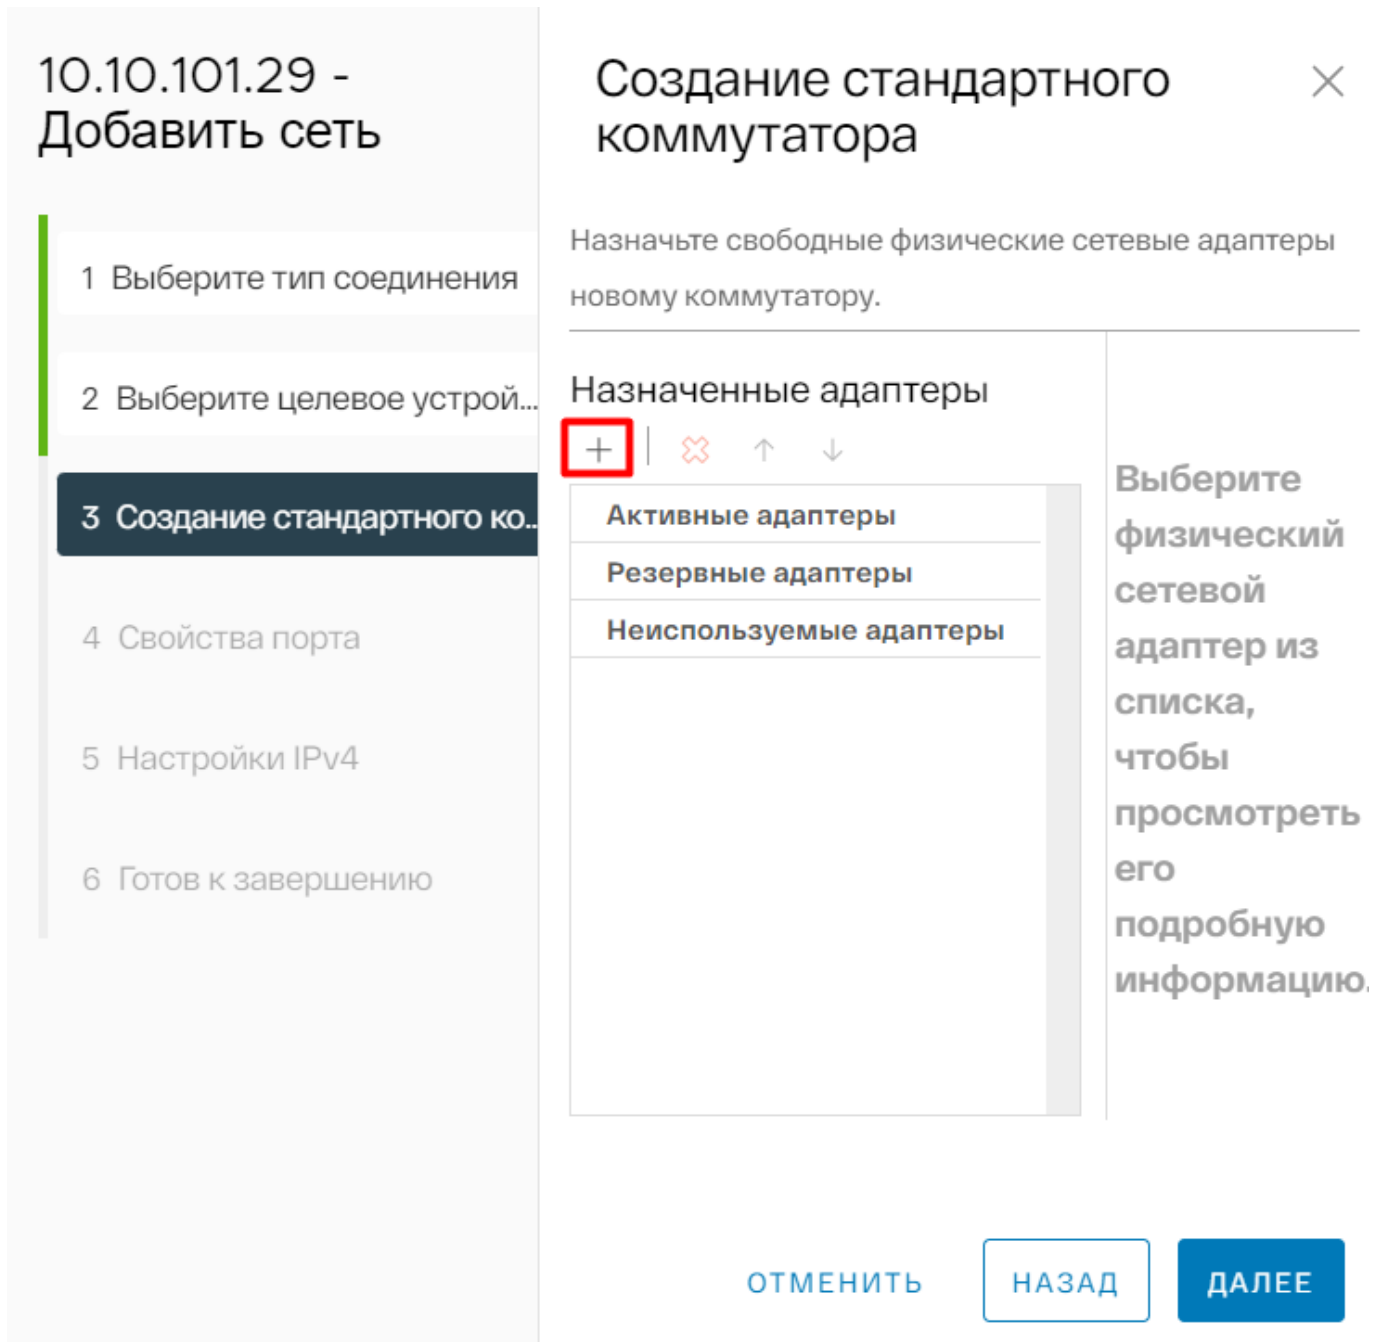 10.10.101.29 -
Добавить сеть
1 Выберите тип соединения
2 Выберите целевое устрой...
3 Создание стандартного ко...
4 Свойства порта
5 Настройки IPv4
6 Готов к завершению
Создание стандартного
коммутатора
Назначьте свободные физические сетевые адаптеры
новому коммутатору.
Назначенные адаптеры
Активные адаптеры
Резервные адаптеры
Неиспользуемые адаптеры
Выберите
физический
сетевой
адаптер из
списка,
чтобы
просмотреть
его
подробную
информацию.
ОТМЕНИТЬ
НАЗАД
ДАЛЕЕ